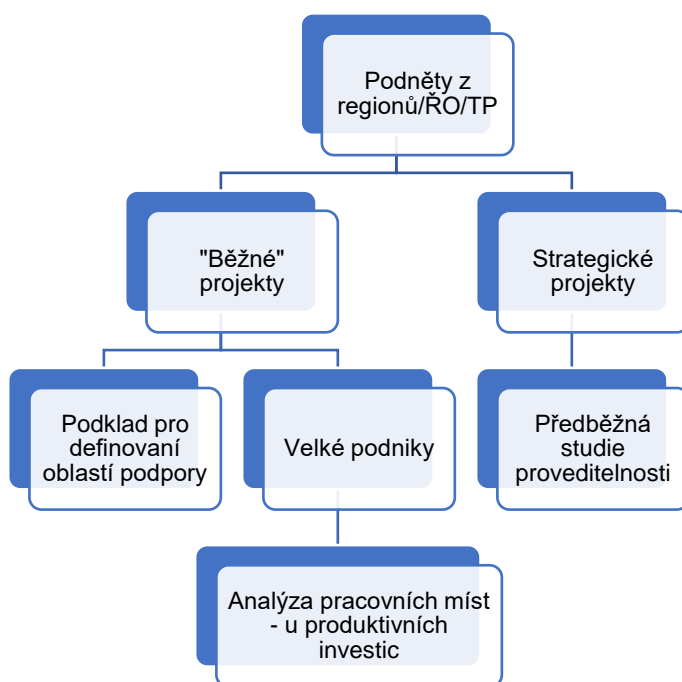 Podněty z
regionů/ŘO/TP
"Běžné"
projekty
Strategické
projekty
Podklad pro
definovaní
oblastí podpory
Velké podniky
Předběžná
studie
proveditelnosti
Analýza pracovních míst
- u produktivních
investic